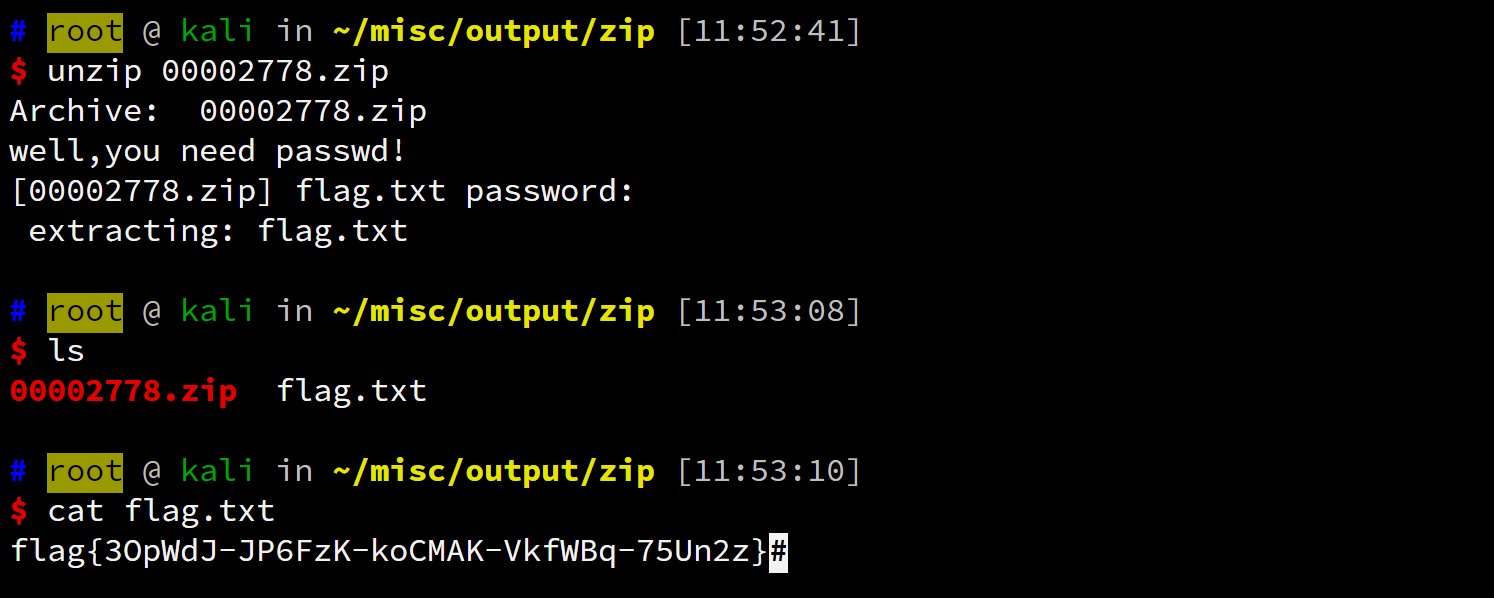 # root @ kali in ~/misc/output/zip [11:52:41]
$ unzip 00002778.zip
Archive:  00002778.zip
well,you need passwd!
[00002778.zip] flag.txt password:
 extracting: flag.txt
# root @ kali in ~/misc/output/zip [11:53:08]
$ ls
00002778.zip  flag.txt
# root @ kali in ~/misc/output/zip [11:53:10]
$ cat flag.txt
flag{3OpWdJ-JP6FzK-koCMAK-VkfWBq-75Un2z}#